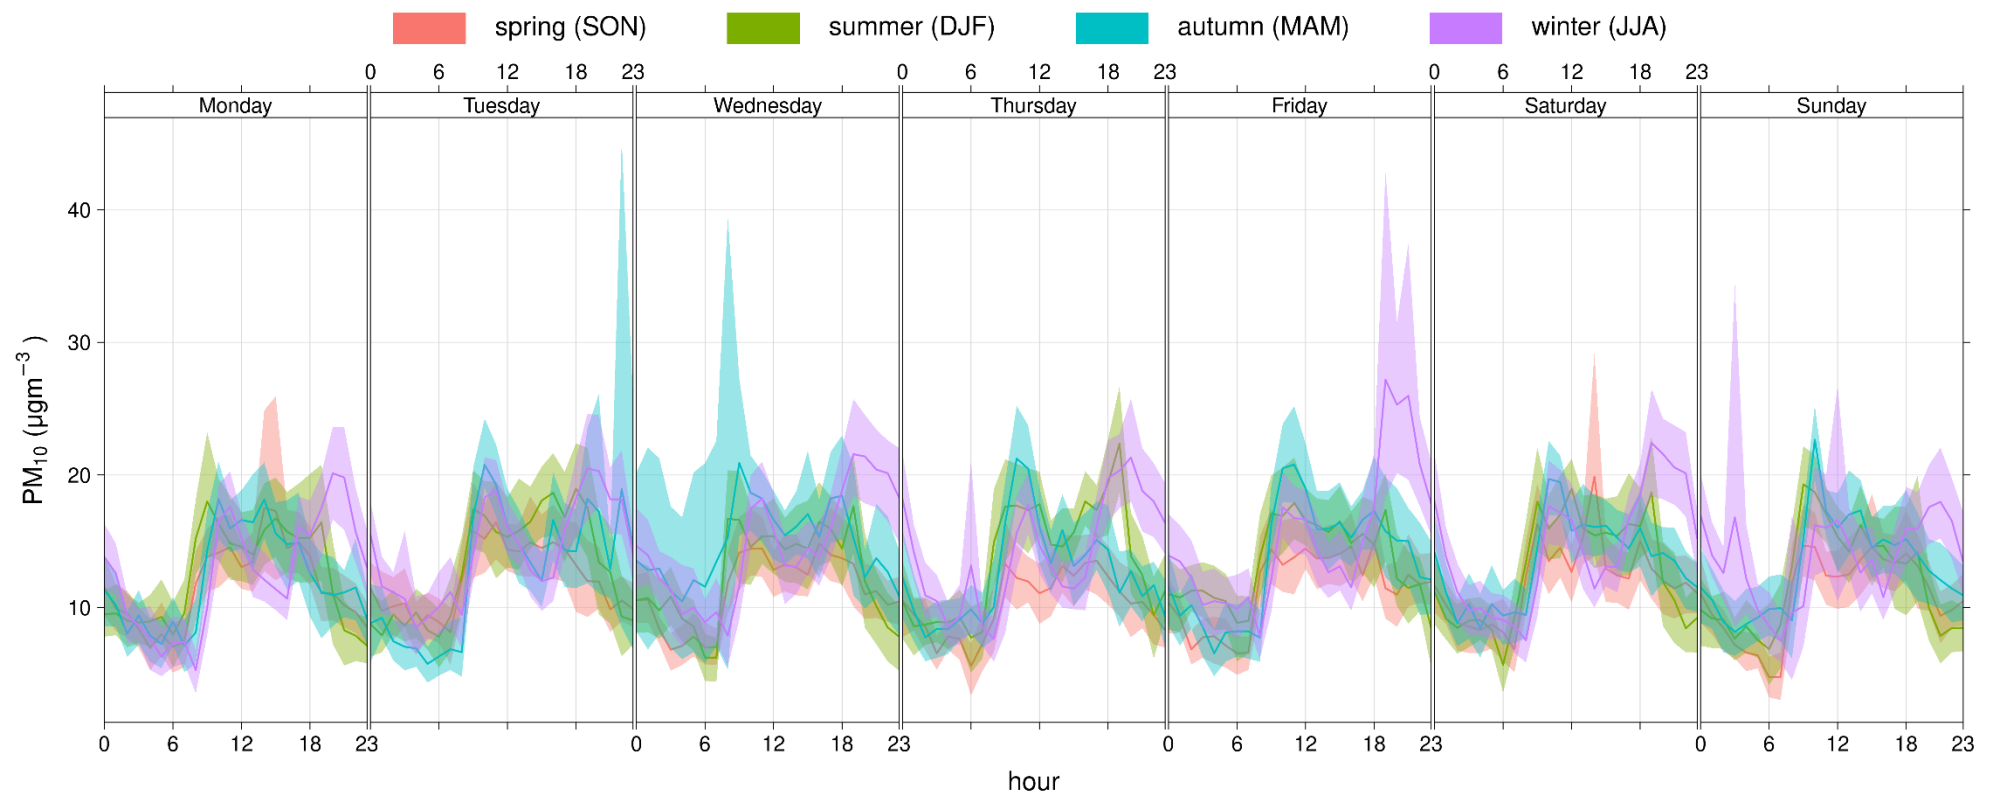 spring (SON) summer (DJF) autumn (MAM) winter (JJA)
0 6 12 18 23 0 6 12 18 23 0 6 12 18 23
Monday Tuesday Wednesday Thursday Friday Saturday Sunday
40
30
20
10
PM₁₀ (µgm⁻³)
0 6 12 18 23 0 6 12 18 23 0 6 12 18 23 0 6 12 18 23
hour